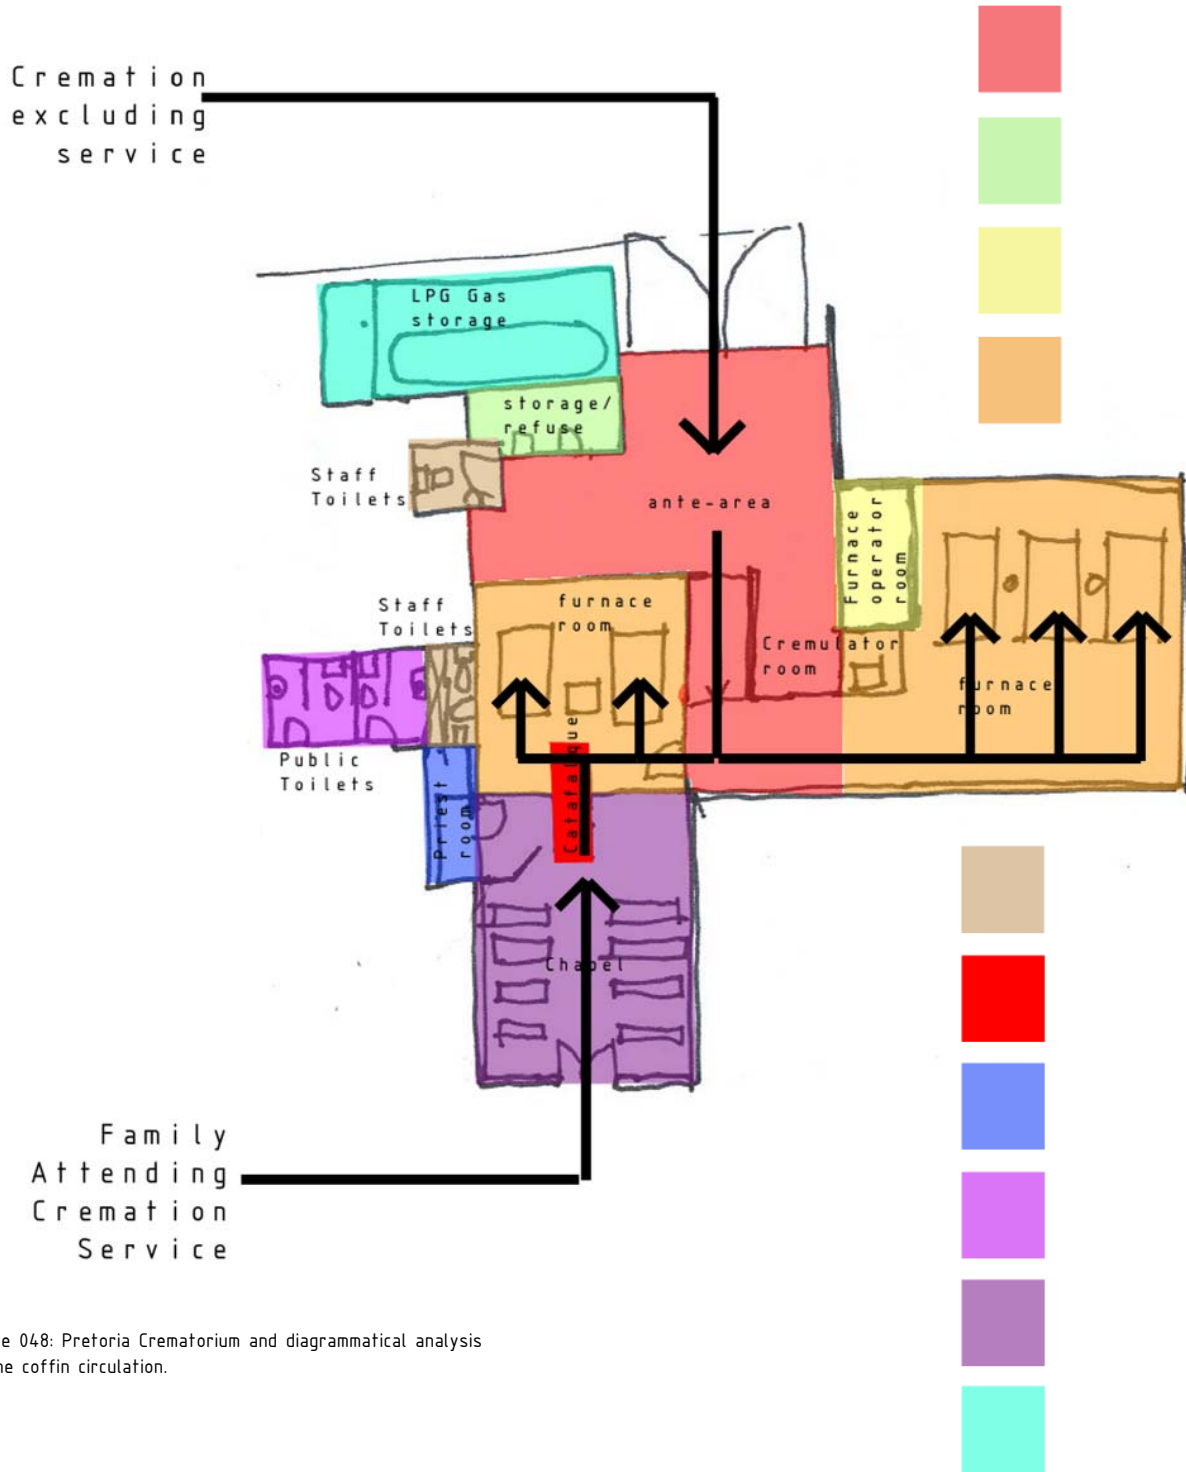 Cremation
excluding
service
LPG Gas
storage
storage/
refuse
Staff
Toilets
ante-area
Furnace
operator
room
Staff
Toilets
furnace
room
Cremulator
room
furnace
room
Public
Toilets
Catafalque
Priest
room
Chapel
Family
Attending
Cremation
Service
e 048: Pretoria Crematorium and diagrammatical analysis
he coffin circulation.